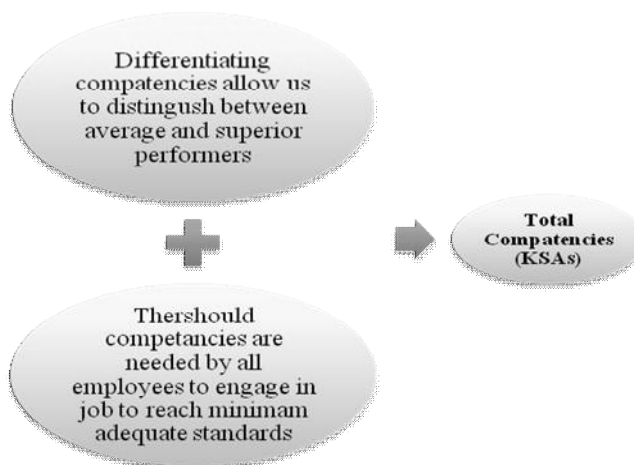 Differentiating
compatencies allow us
to distingush between
average and superior
performers
Total
Compatencies
(KSAs)
Thershould
competancies are
needed by all
employees to engage in
job to reach minimam
adequate standards